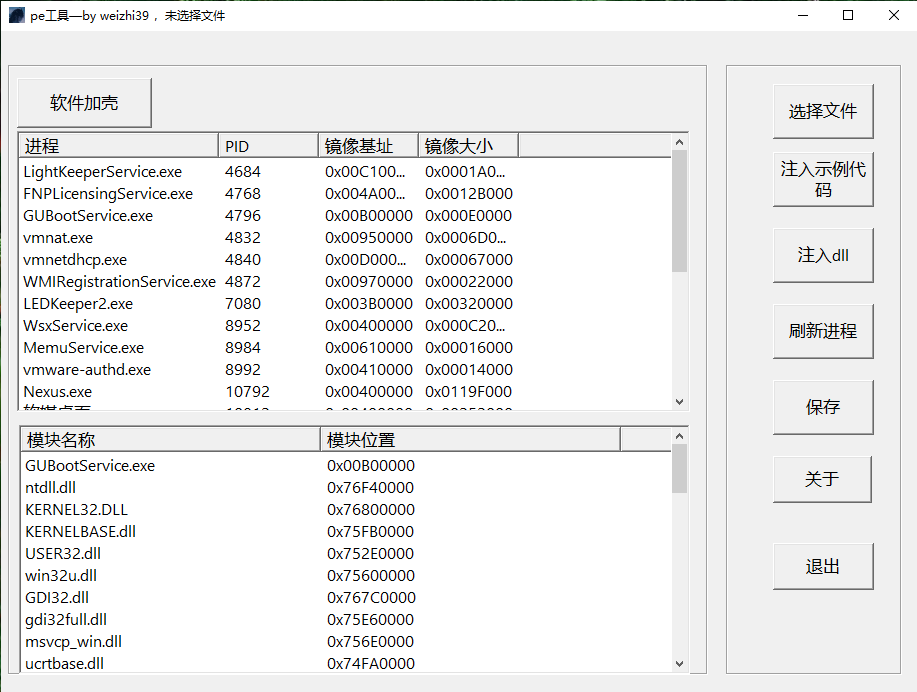 pe工具—by weizhi39 ，未选择文件
软件加壳
进程 PID 镜像基址 镜像大小
LightKeeperService.exe 4684 0x00C100... 0x0001A0...
FNPLicensingService.exe 4768 0x004A00... 0x0012B000
GUBootService.exe 4796 0x00B00000 0x000E0000
vmnat.exe 4832 0x00950000 0x0006D0...
vmnetdhcp.exe 4840 0x00D000... 0x00067000
WMIRegistrationService.exe 4872 0x00970000 0x00022000
LEDKeeper2.exe 7080 0x003B0000 0x00320000
WsxService.exe 8952 0x00400000 0x000C20...
MemuService.exe 8984 0x00610000 0x00016000
vmware-authd.exe 8992 0x00410000 0x00014000
Nexus.exe 10792 0x00400000 0x0119F000
模块名称 模块位置
GUBootService.exe 0x00B00000
ntdll.dll 0x76F40000
KERNEL32.DLL 0x76800000
KERNELBASE.dll 0x75FB0000
USER32.dll 0x752E0000
win32u.dll 0x75600000
GDI32.dll 0x767C0000
gdi32full.dll 0x75E60000
msvcp_win.dll 0x756E0000
ucrtbase.dll 0x74FA0000
选择文件
注入示例代
码
注入dll
刷新进程
保存
关于
退出